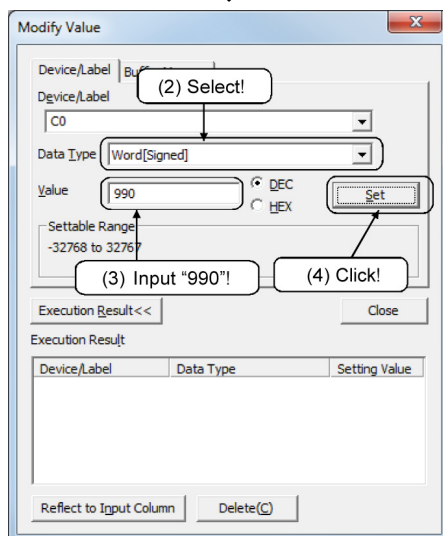 Modify Value
Device/Label
(2) Select!
Device/Label
C0
Data Type Word[Signed]
Value 990 DEC Set
HEX
Settable Range
-32768 to 32767
(3) Input “990”! (4) Click!
Execution Result<< Close
Execution Result
Device/Label Data Type Setting Value
Reflect to Input Column Delete(C)